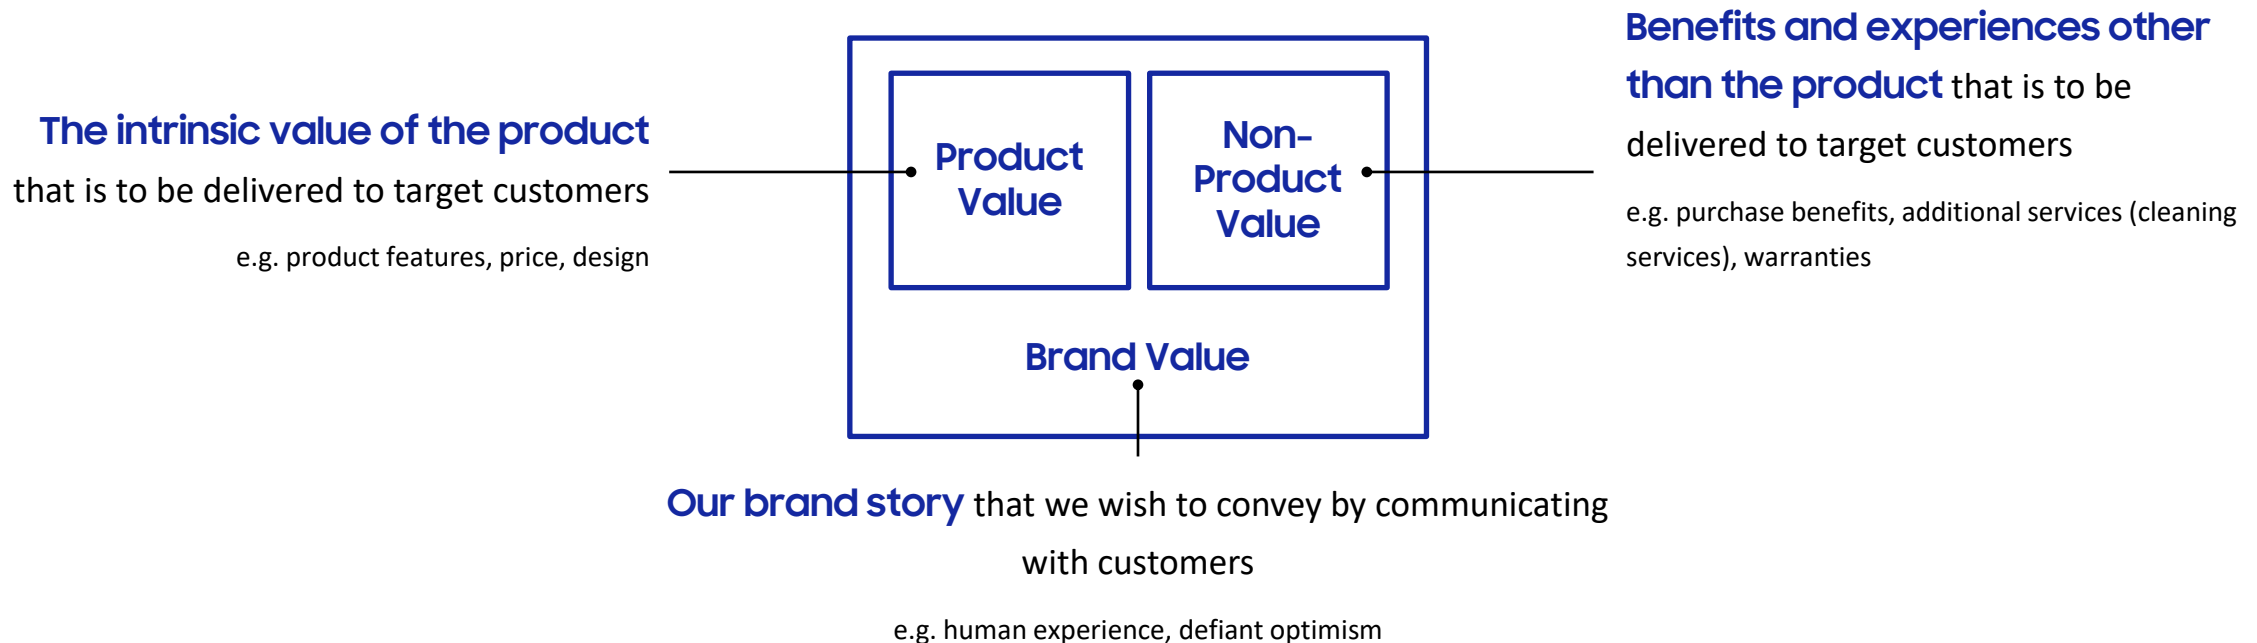 The intrinsic value of the product
that is to be delivered to target customers
e.g. product features, price, design
Product
Value
Non-
Product
Value
Brand Value
Benefits and experiences other
than the product that is to be
delivered to target customers
e.g. purchase benefits, additional services (cleaning
services), warranties
Our brand story that we wish to convey by communicating
with customers
e.g. human experience, defiant optimism